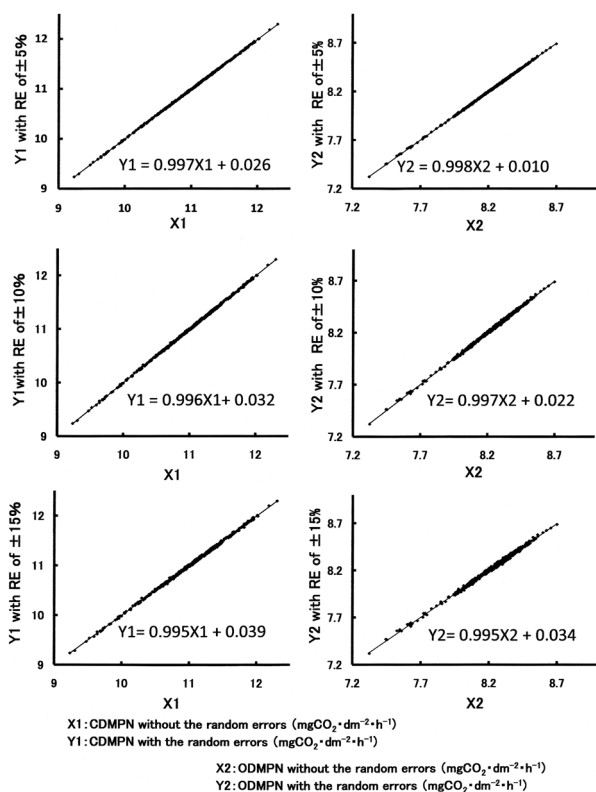 Y1 with RE of ±5%
12
11
10
9
Y1 = 0.997X1 + 0.026
9 10 11 12
X1
Y2 with RE of ±5%
8.7
8.2
7.7
7.2
Y2 = 0.998X2 + 0.010
7.2 7.7 8.2 8.7
X2
Y1with RE of ±10%
12
11
10
9
Y1 = 0.996X1+ 0.032
9 10 11 12
X1
Y2 with RE of ±10%
8.7
8.2
7.7
7.2
Y2= 0.997X2 + 0.022
7.2 7.7 8.2 8.7
X2
Y1 with RE of ±15%
12
11
10
9
Y1= 0.995X1 + 0.039
9 10 11 12
X1
Y2 with RE of ±15%
8.7
8.2
7.7
7.2
Y2= 0.995X2 + 0.034
7.2 7.7 8.2 8.7
X2
X1:CDMPN without the random errors (mgCO₂・dm⁻²・h⁻¹)
Y1:CDMPN with the random errors (mgCO₂・dm⁻²・h⁻¹)
X2:ODMPN without the random errors (mgCO₂・dm⁻²・h⁻¹)
Y2:ODMPN with the random errors (mgCO₂・dm⁻²・h⁻¹)